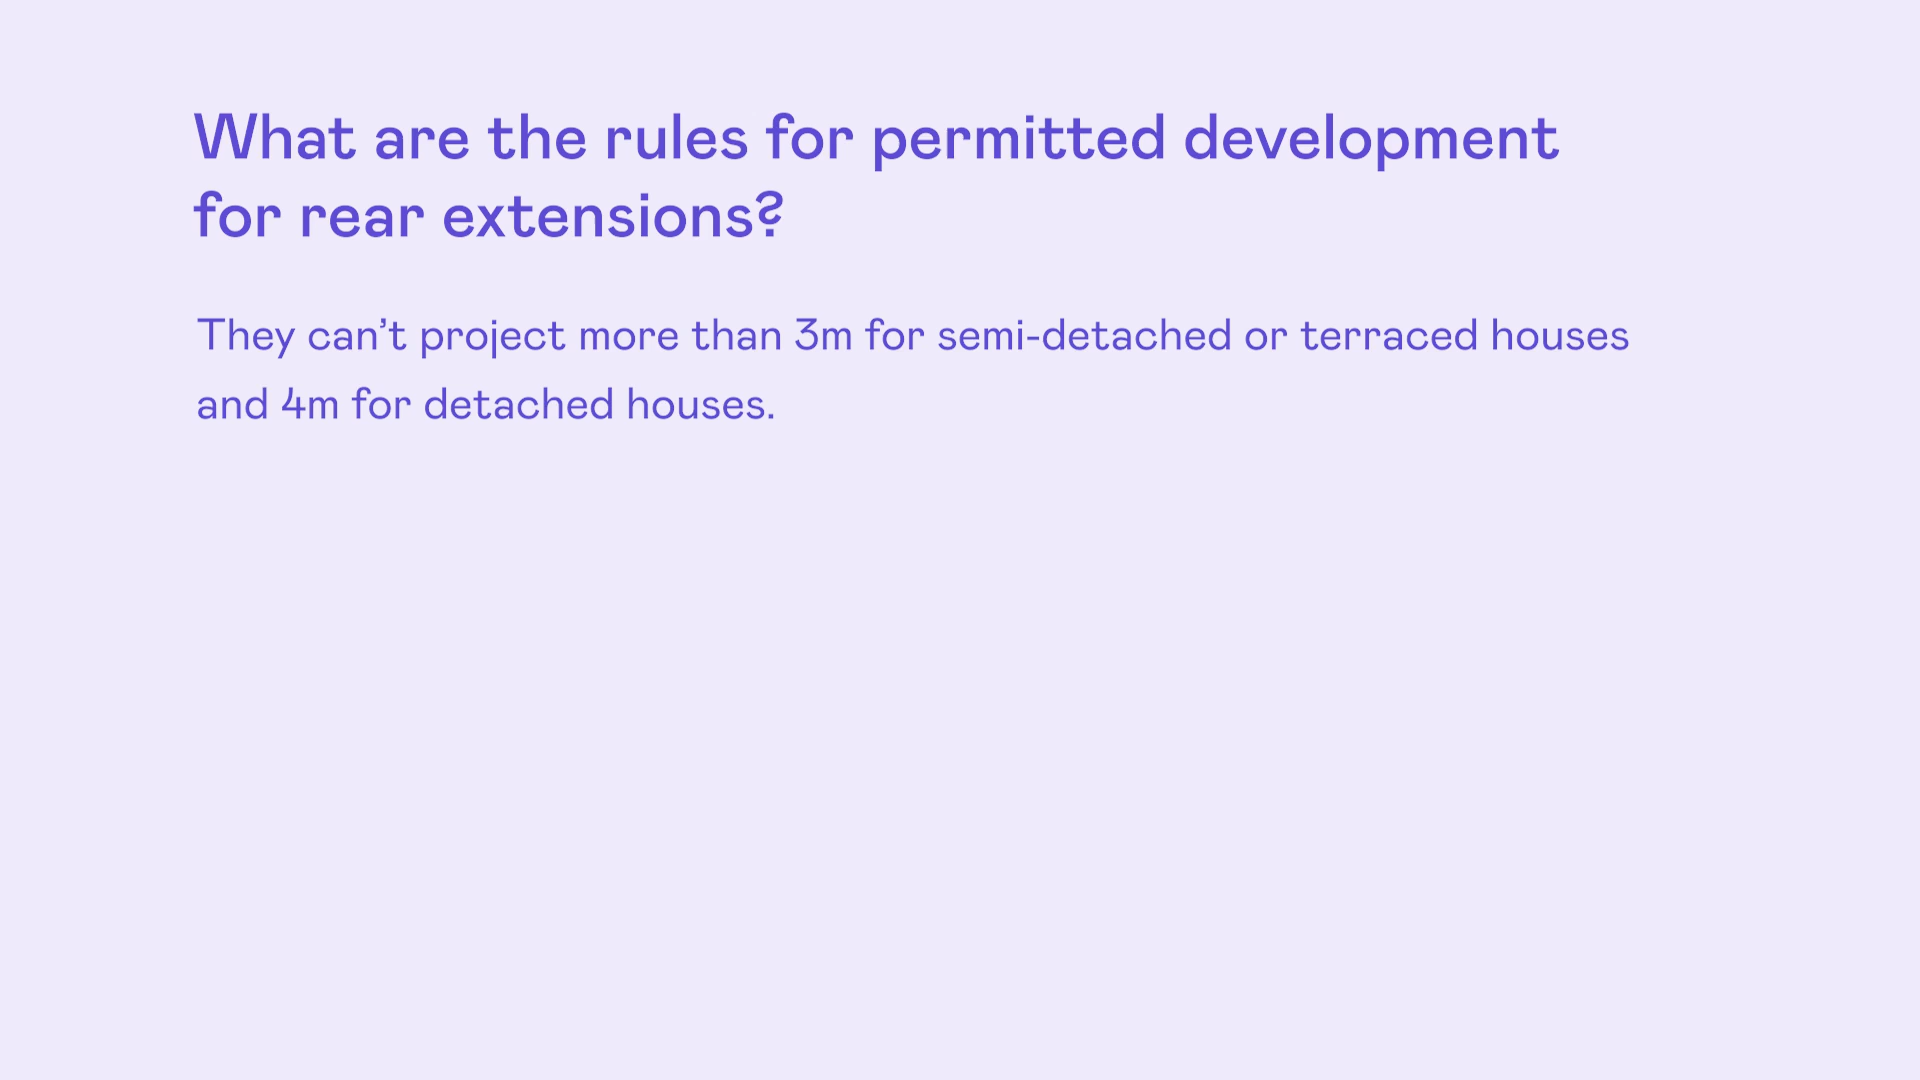 What are the rules for permitted development
for rear extensions?
They can’t project more than 3m for semi-detached or terraced houses
and 4m for detached houses.